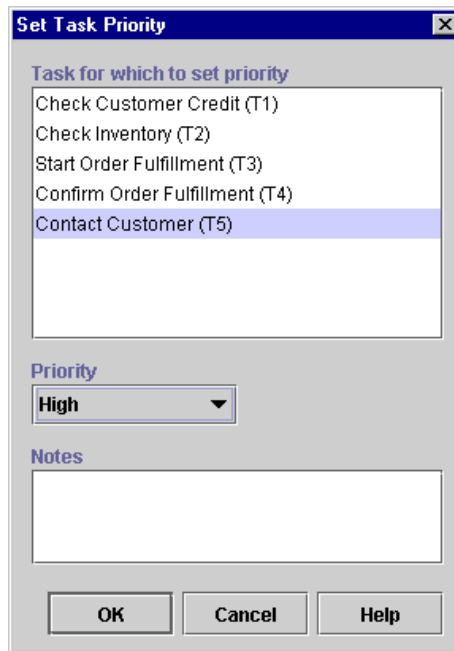 Set Task Priority
Task for which to set priority
Check Customer Credit (T1)
Check Inventory (T2)
Start Order Fulfillment (T3)
Confirm Order Fulfillment (T4)
Contact Customer (T5)
Priority
High
Notes
OK Cancel Help